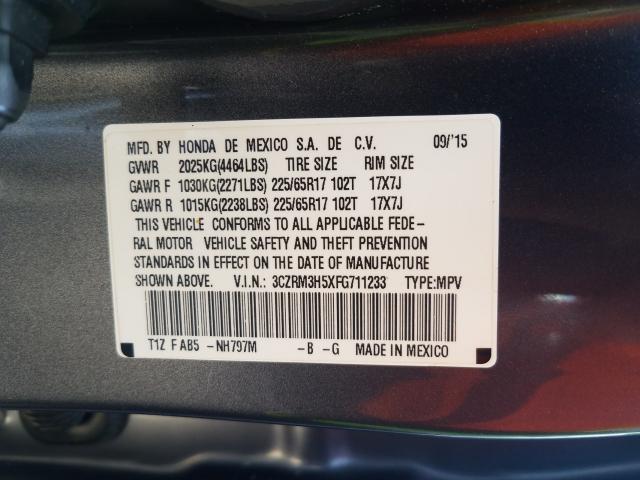 MFD. BY HONDA DE MEXICO S.A. DE C.V. 09/'15
GVWR 2025KG(4464LBS) TIRE SIZE RIM SIZE
GAWR F 1030KG(2271LBS) 225/65R17 102T 17X7J
GAWR R 1015KG(2238LBS) 225/65R17 102T 17X7J
THIS VEHICLE CONFORMS TO ALL APPLICABLE FEDE-
RAL MOTOR VEHICLE SAFETY AND THEFT PREVENTION
STANDARDS IN EFFECT ON THE DATE OF MANUFACTURE
SHOWN ABOVE. V.I.N.: 3CZRM3H5XFG711233 TYPE:MPV
T1Z F AB5 -NH797M -B -G MADE IN MEXICO